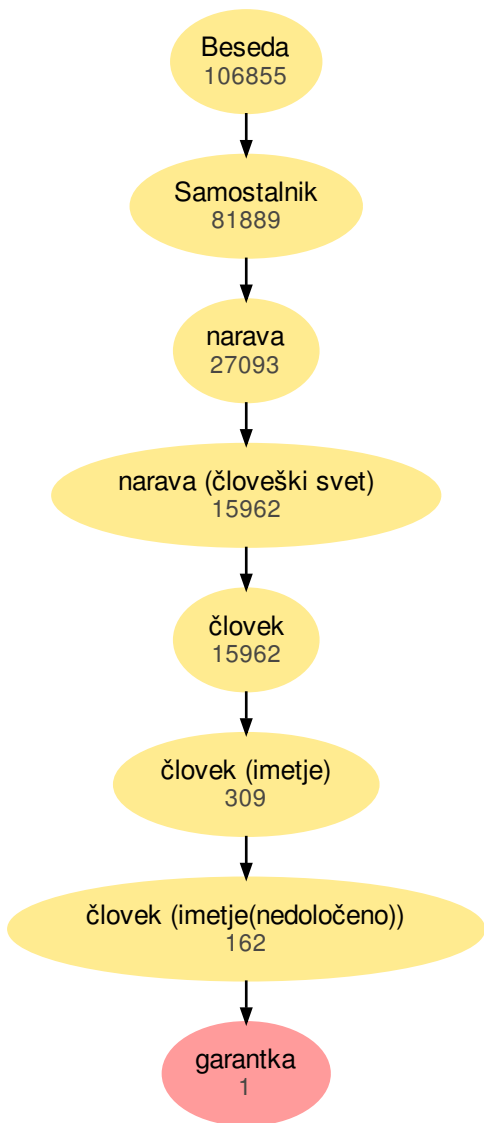 Beseda
106855
Samostalnik
81889
narava
27093
narava (človeški svet)
15962
človek
15962
človek (imetje)
309
človek (imetje(nedoločeno))
162
garantka
1